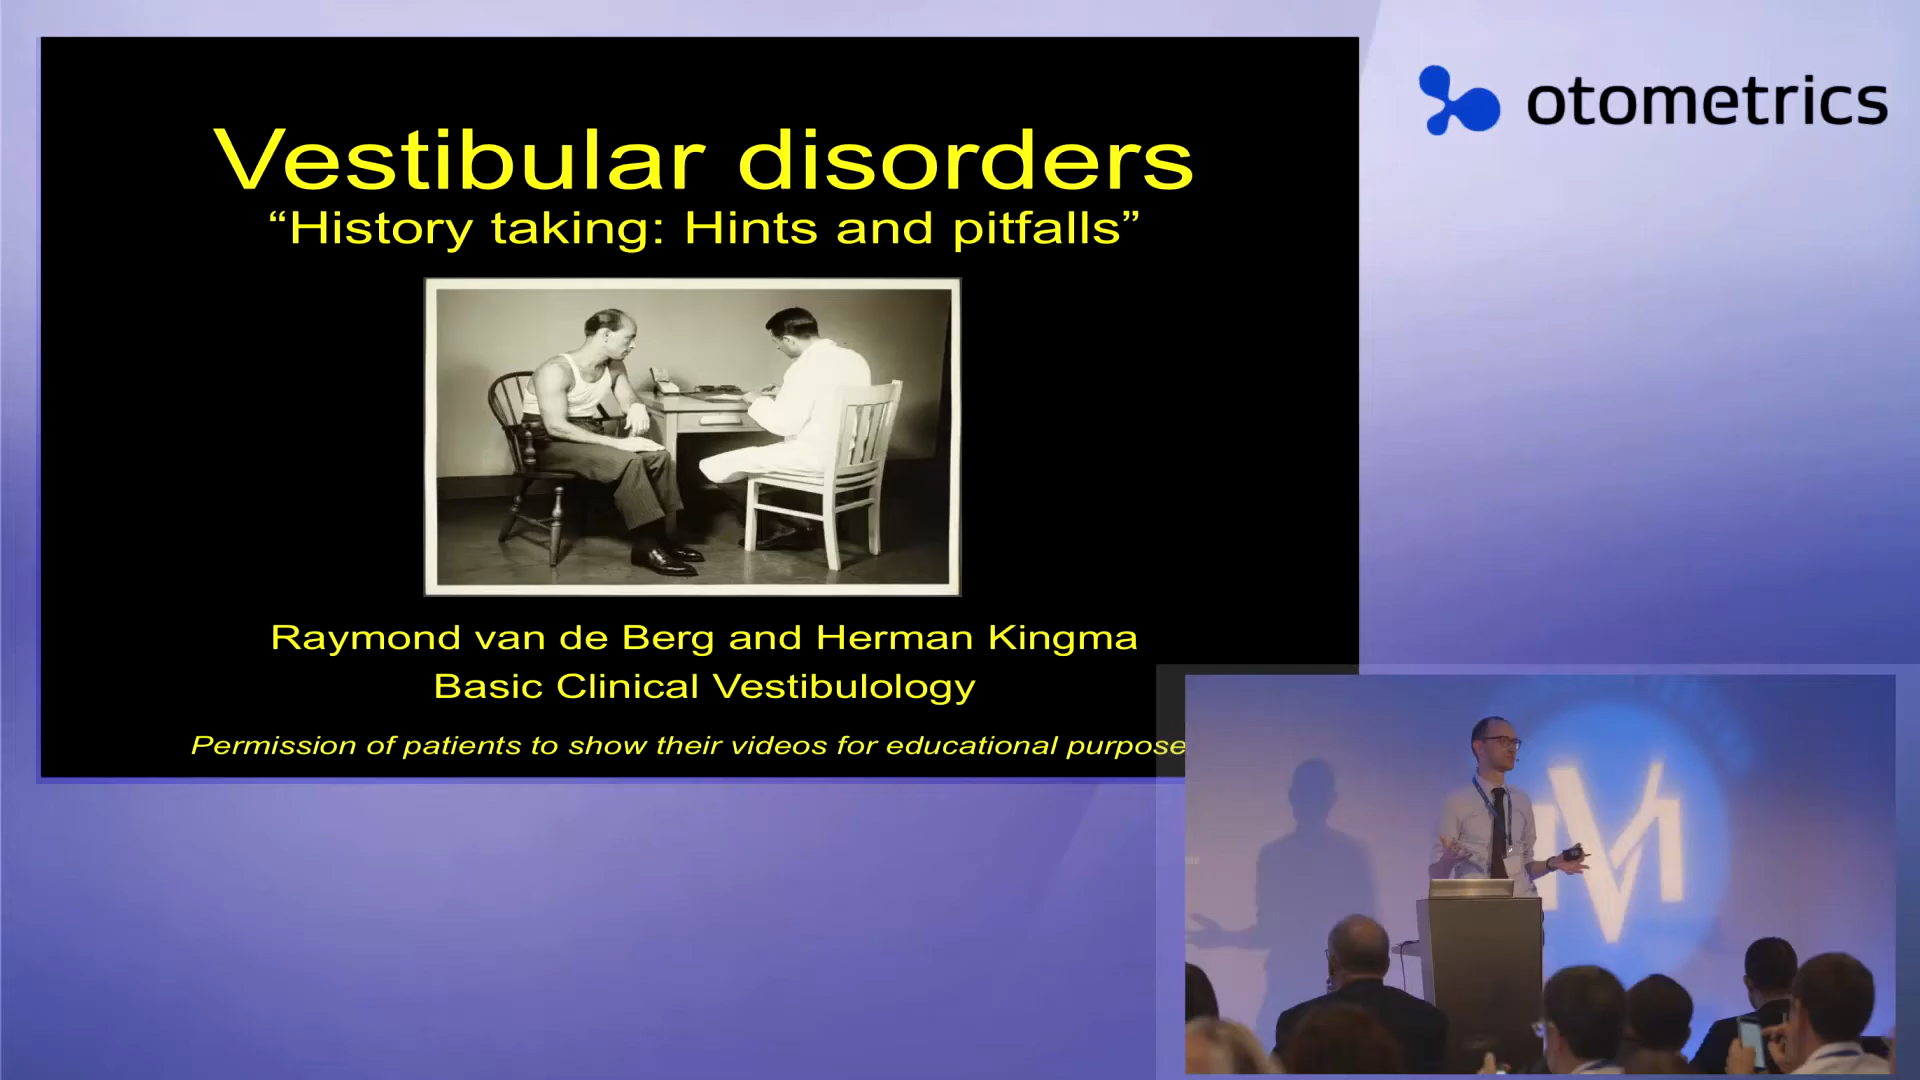 otometrics
Vestibular disorders
“History taking: Hints and pitfalls”
Raymond van de Berg and Herman Kingma
Basic Clinical Vestibulology
Permission of patients to show their videos for educational purpose